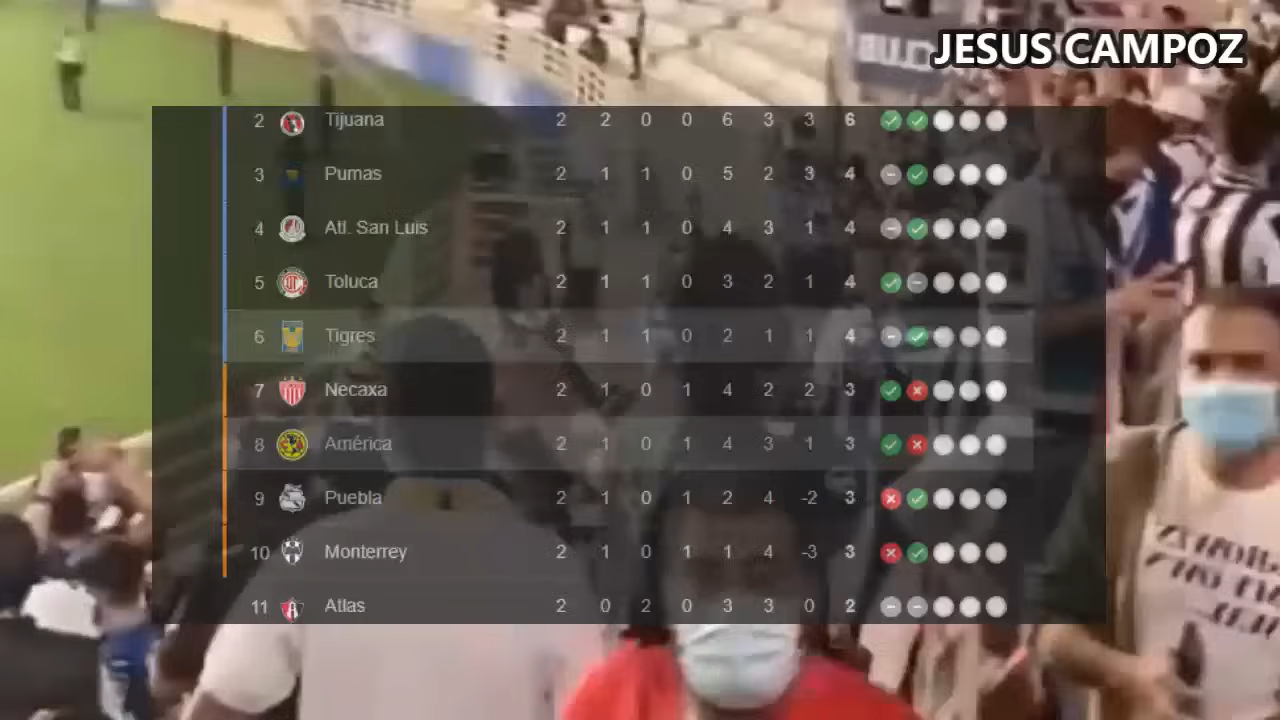 JESUS CAMPOZ
2 Tijuana 2 2 0 0 6 3 3 6
3 Pumas 2 1 1 0 5 2 3 4
4 Atl. San Luis 2 1 1 0 4 3 1 4
5 Toluca 2 1 1 0 3 2 1 4
6 Tigres 2 1 1 0 2 1 1 4
7 Necaxa 2 1 0 1 4 2 2 3
8 América 2 1 0 1 4 3 1 3
9 Puebla 2 1 0 1 2 4 -2 3
10 Monterrey 2 1 0 1 1 4 -3 3
11 Atlas 2 0 2 0 3 3 0 2